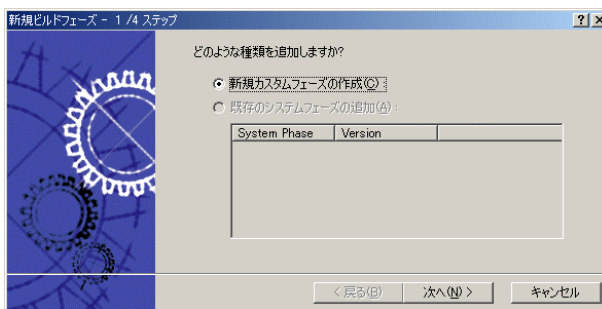 新規ビルドフェーズ - 1 /4 ステップ
どのような種類を追加しますか?
新規カスタムフェーズの作成(C) :
既存のシステムフェーズの追加(A) :
System Phase Version
< 戻る(B) 次へ(N) > キャンセル